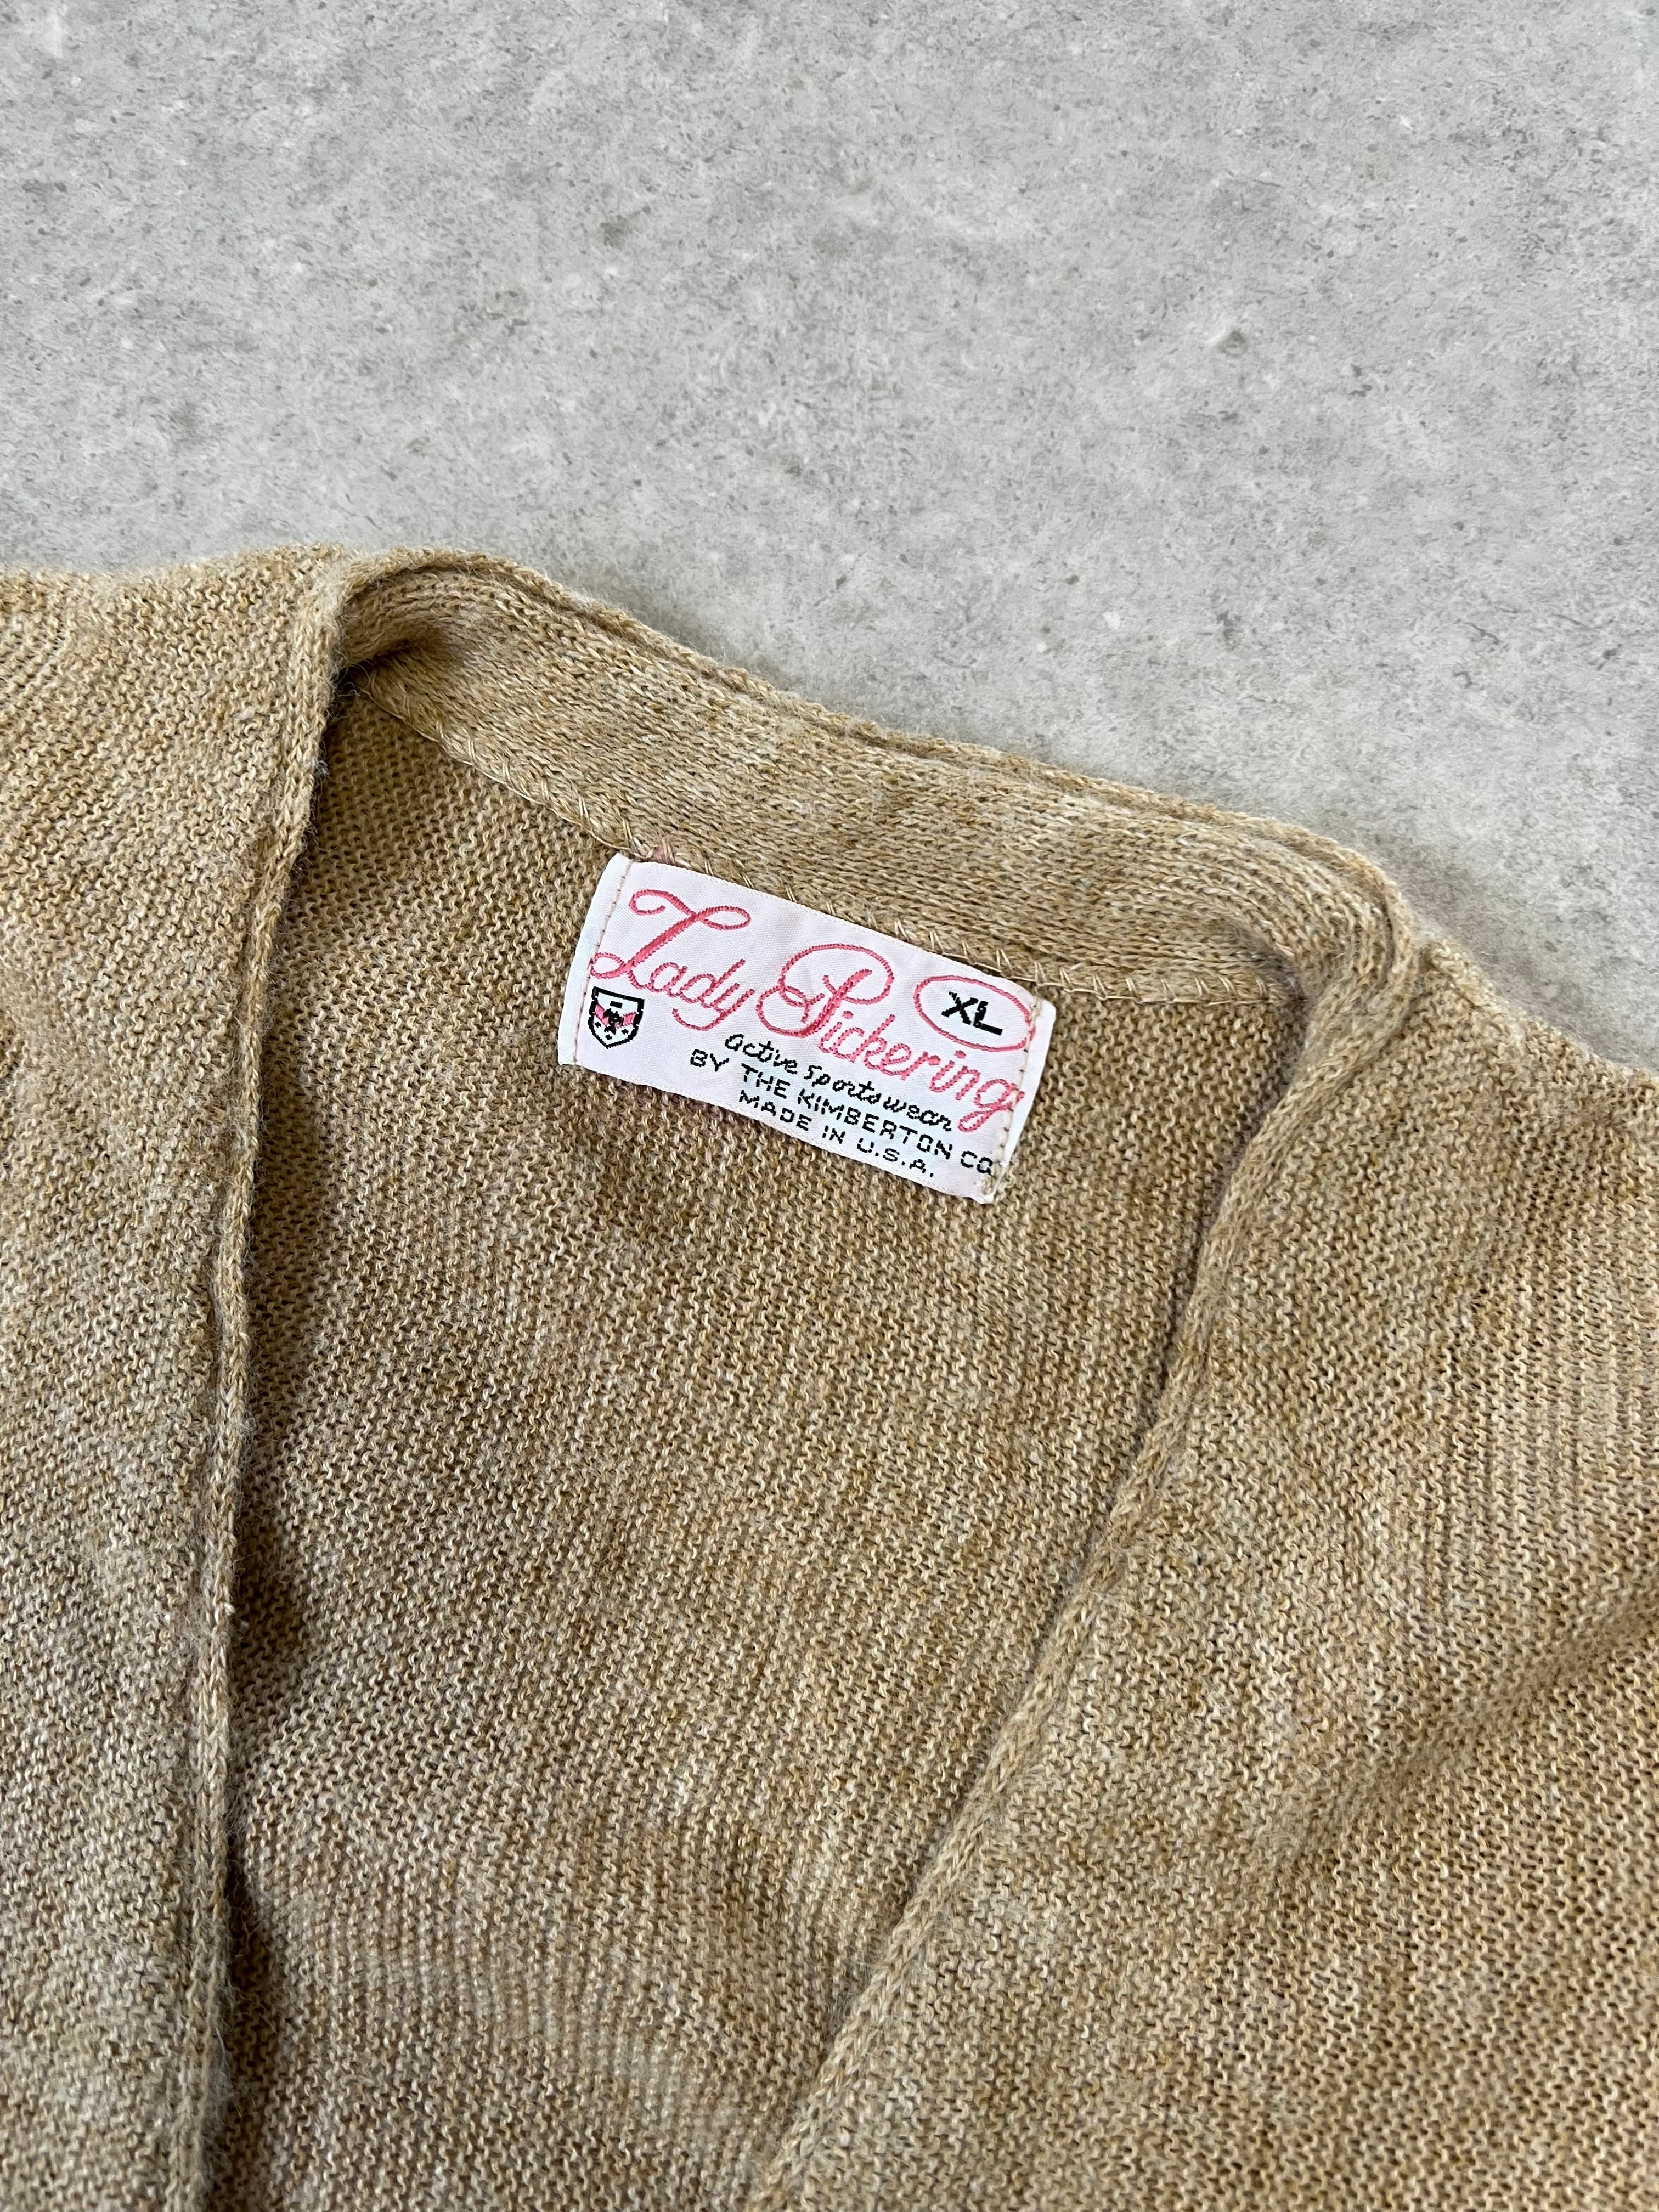 Lady Pickering
XL
active sportswear
BY THE KIMBERTON CO.
MADE IN U.S.A.